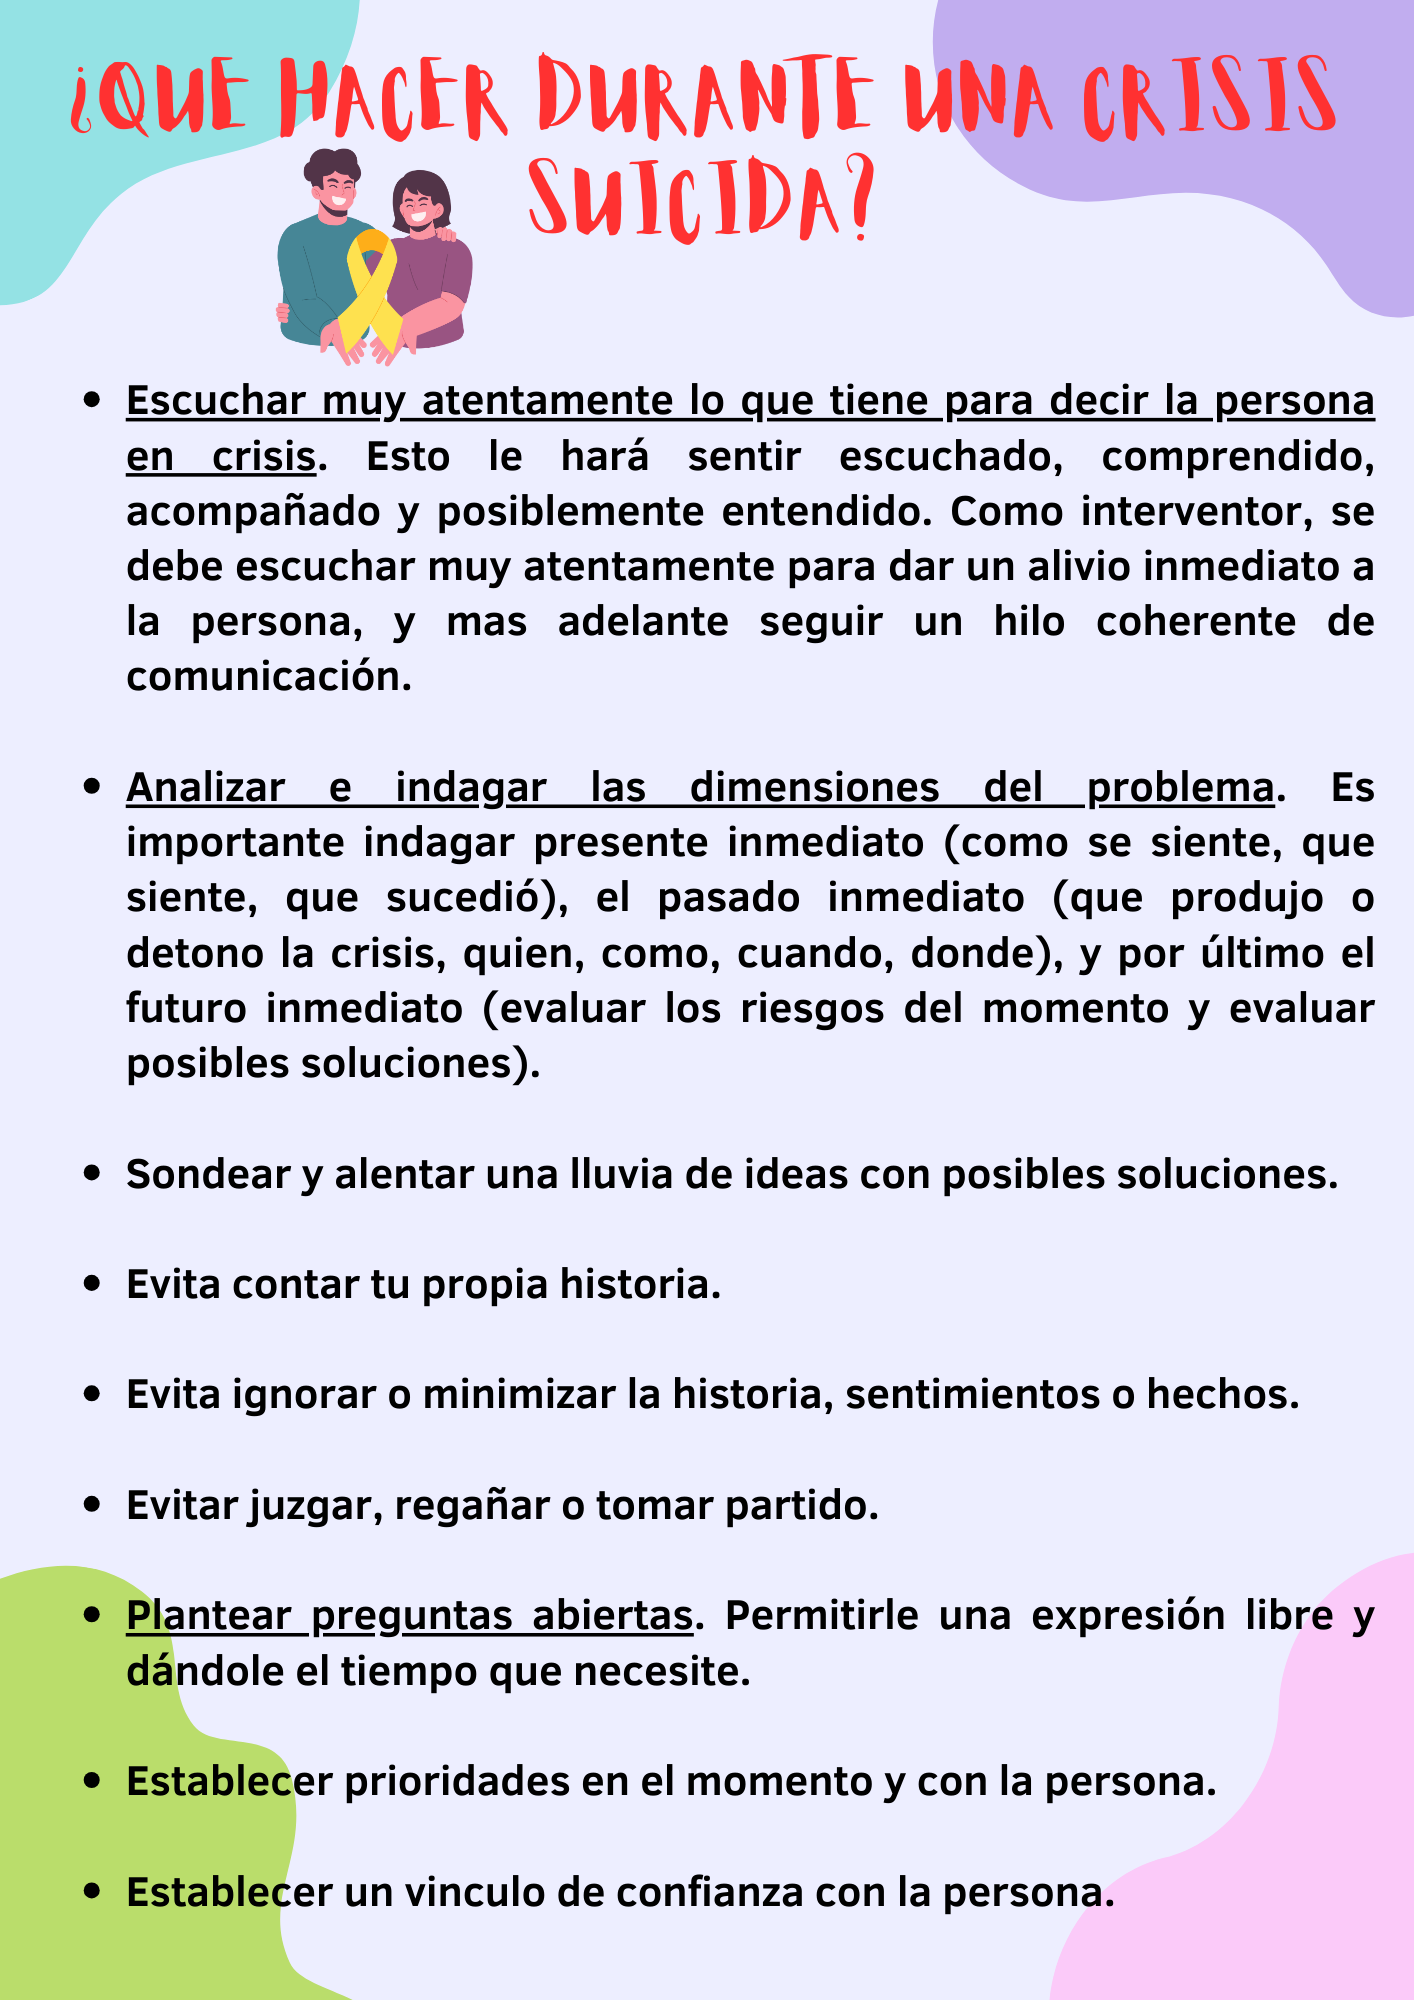 ¿QUE HACER DURANTE UNA CRISIS
SUICIDA?
• Escuchar muy atentamente lo que tiene para decir la persona
en crisis. Esto le hará sentir escuchado, comprendido,
acompañado y posiblemente entendido. Como interventor, se
debe escuchar muy atentamente para dar un alivio inmediato a
la persona, y mas adelante seguir un hilo coherente de
comunicación.
• Analizar e indagar las dimensiones del problema. Es
importante indagar presente inmediato (como se siente, que
siente, que sucedió), el pasado inmediato (que produjo o
detono la crisis, quien, como, cuando, donde), y por último el
futuro inmediato (evaluar los riesgos del momento y evaluar
posibles soluciones).
• Sondear y alentar una lluvia de ideas con posibles soluciones.
• Evita contar tu propia historia.
• Evita ignorar o minimizar la historia, sentimientos o hechos.
• Evitar juzgar, regañar o tomar partido.
• Plantear preguntas abiertas. Permitirle una expresión libre y
dándole el tiempo que necesite.
• Establecer prioridades en el momento y con la persona.
• Establecer un vinculo de confianza con la persona.